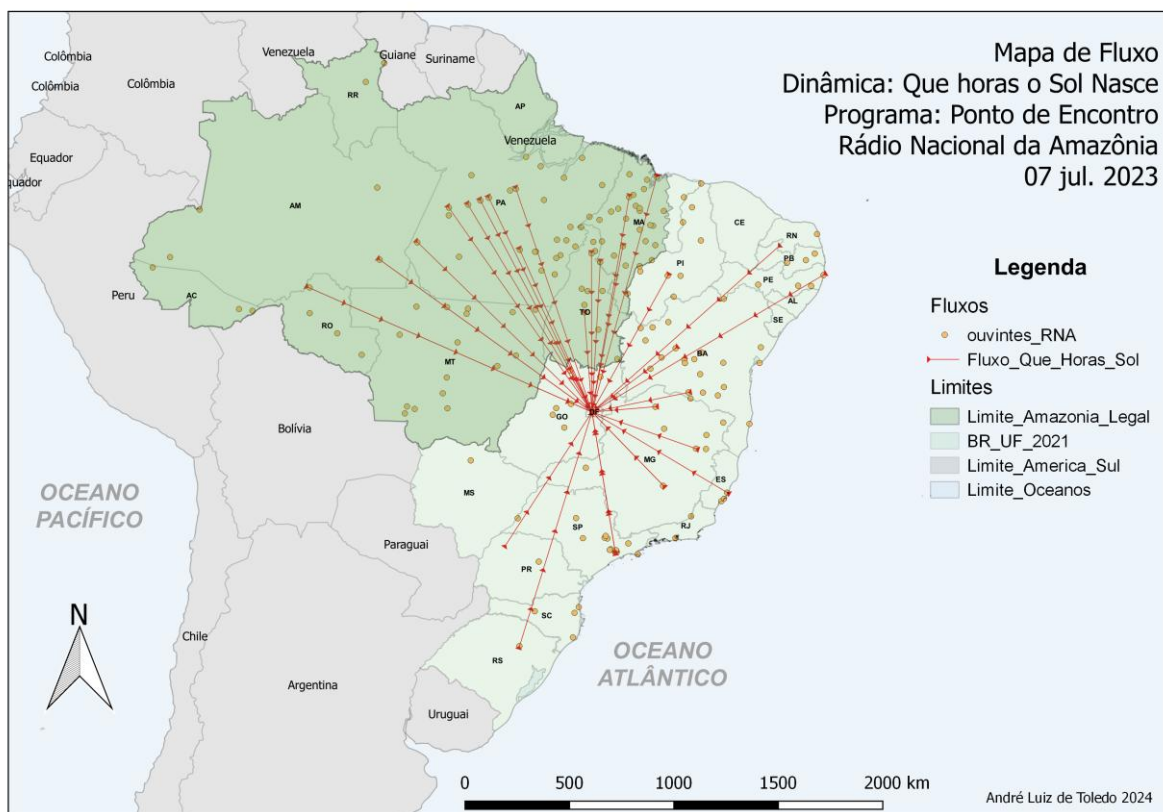 Mapa de Fluxo
Dinâmica: Que horas o Sol Nasce
Programa: Ponto de Encontro
Rádio Nacional da Amazônia
07 jul. 2023
Colômbia
Colômbia
Colômbia
Venezuela
Guiane
Suriname
RR
AP
Venezuela
Equador
quador
AM
PA
MA
CE
RN
PB
PI
PE
AL
SE
Peru
AC
RO
TO
BA
MT
DF
GO
Bolívia
MG
ES
MS
SP
RJ
Paraguai
PR
SC
RS
Chile
Argentina
Uruguai
OCEANO
PACÍFICO
OCEANO
ATLÂNTICO
N
Legenda
Fluxos
ouvintes_RNA
Fluxo_Que_Horas_Sol
Limites
Limite_Amazonia_Legal
BR_UF_2021
Limite_America_Sul
Limite_Oceanos
0 500 1000 1500 2000 km
André Luiz de Toledo 2024